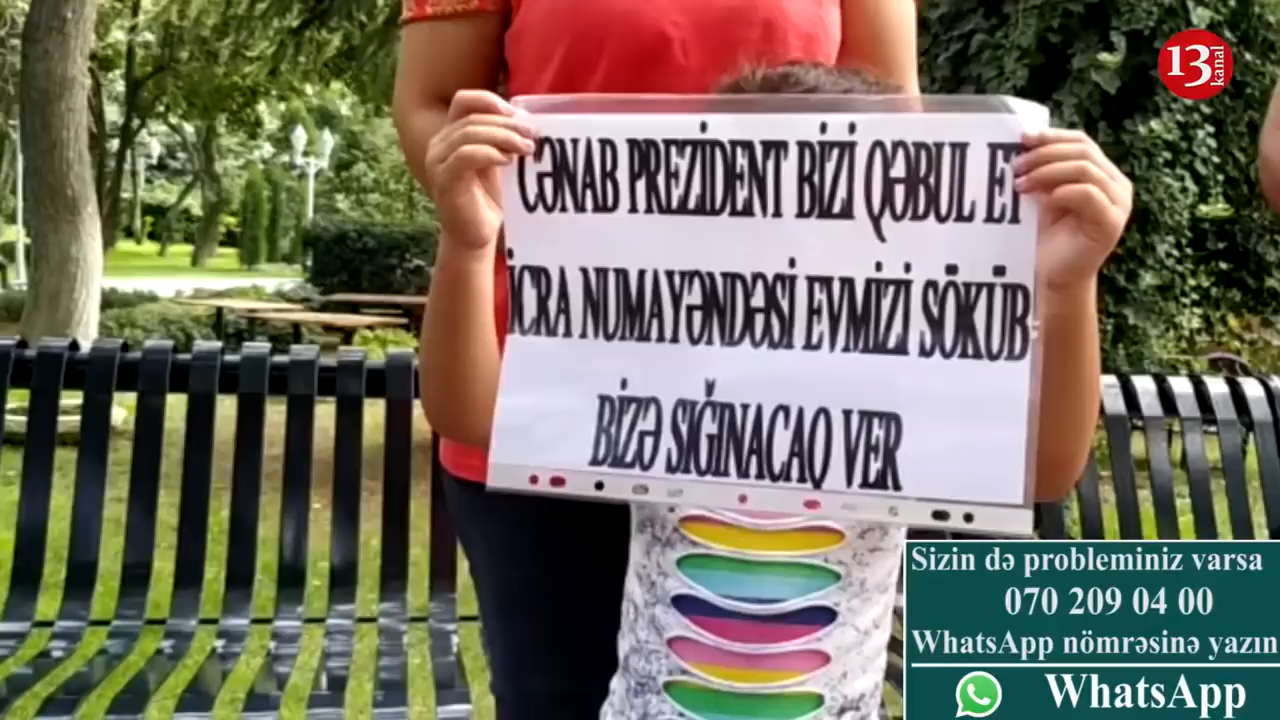 13 kanal
CƏNAB PREZİDENT BİZİ QƏBUL ET
İCRA NUMAYƏNDƏSİ EVMİZİ SÖKÜB
BİZƏ SIĞINACAQ VER
Sizin də probleminiz varsa
070 209 04 00
WhatsApp nömrəsinə yazın
WhatsApp